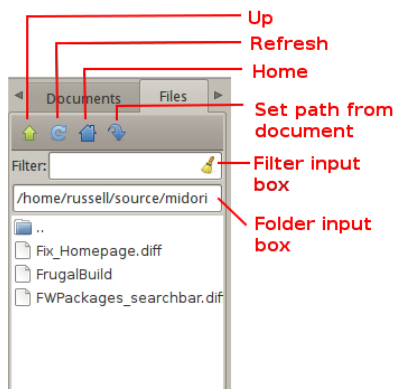 Up
Refresh
Home
Set path from
document
Filter input
box
Folder input
box
Documents
Files
Filter:
/home/russell/source/midori
..
Fix_Homepage.diff
FrugalBuild
FWPackages_searchbar.dif